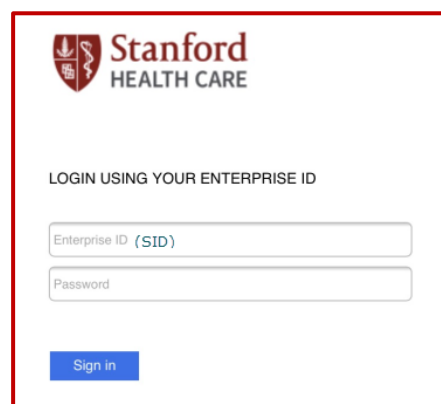 Stanford
HEALTH CARE
LOGIN USING YOUR ENTERPRISE ID
Enterprise ID (SID)
Password
Sign in